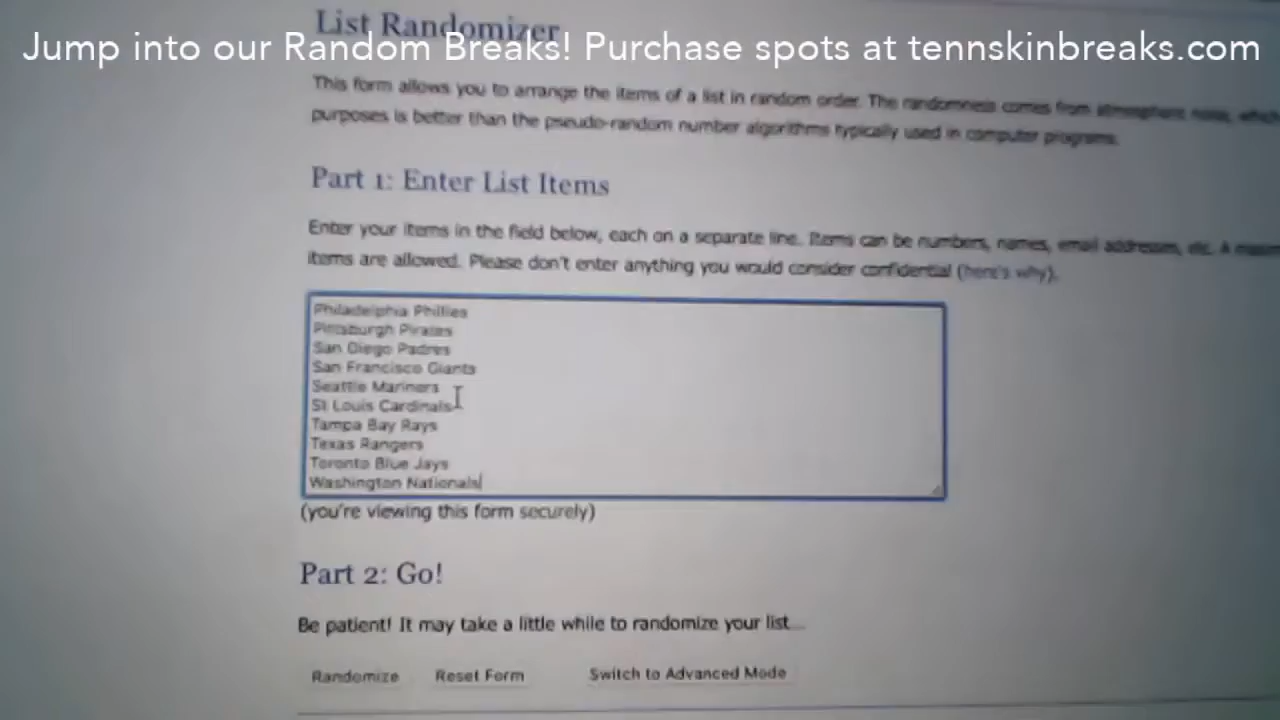 List Randomizer
Jump into our Random Breaks! Purchase spots at tennskinbreaks.com
This form allows you to arrange the items of a list in random order. The randomness comes from atmospheric noise, which
purposes is better than the pseudo-random number algorithms typically used in computer programs.
Part 1: Enter List Items
Enter your items in the field below, each on a separate line. Items can be numbers, names, email addresses, etc. A
items are allowed. Please don't enter anything you would consider confidential (here's why).
Philadelphia Phillies
Pittsburgh Pirates
San Diego Padres
San Francisco Giants
Seattle Mariners
St Louis Cardinals
Tampa Bay Rays
Texas Rangers
Toronto Blue Jays
Washington Nationals
(you're viewing this form securely)
Part 2: Go!
Be patient! It may take a little while to randomize your list...
Randomize Reset Form Switch to Advanced Mode